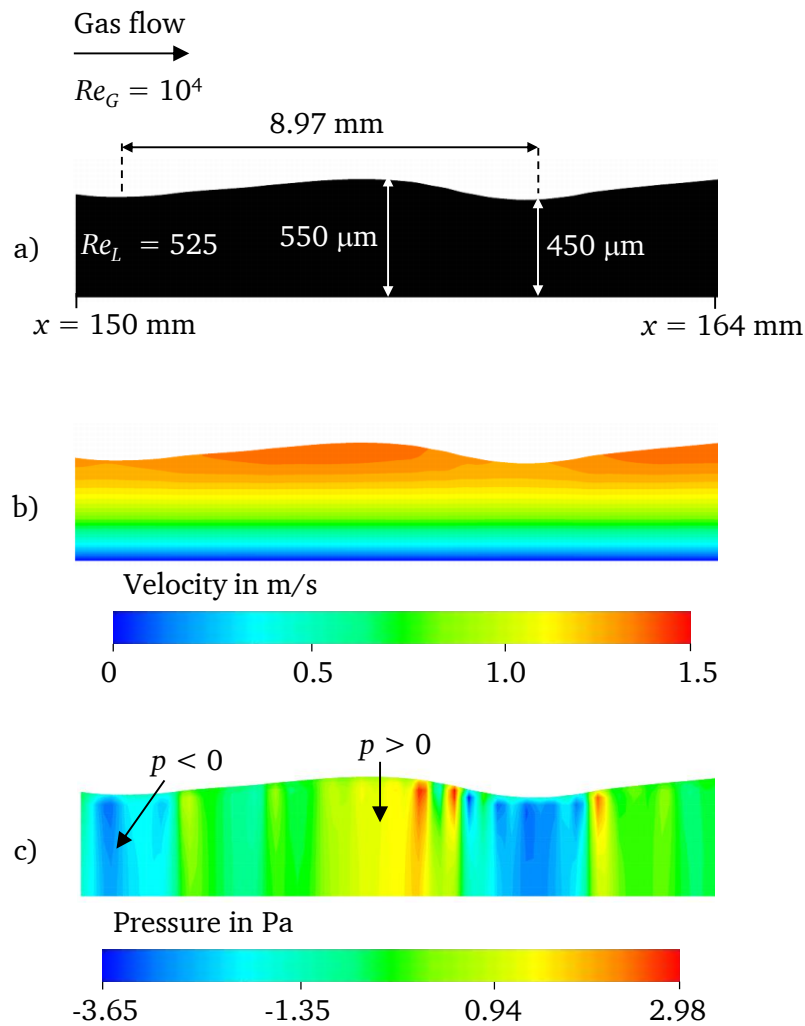 Gas flow
Re_G = 10⁴
8.97 mm
a)
Re_L = 525
550 μm
450 μm
x = 150 mm
x = 164 mm
b)
Velocity in m/s
0 0.5 1.0 1.5
p < 0
p > 0
c)
Pressure in Pa
-3.65 -1.35 0.94 2.98